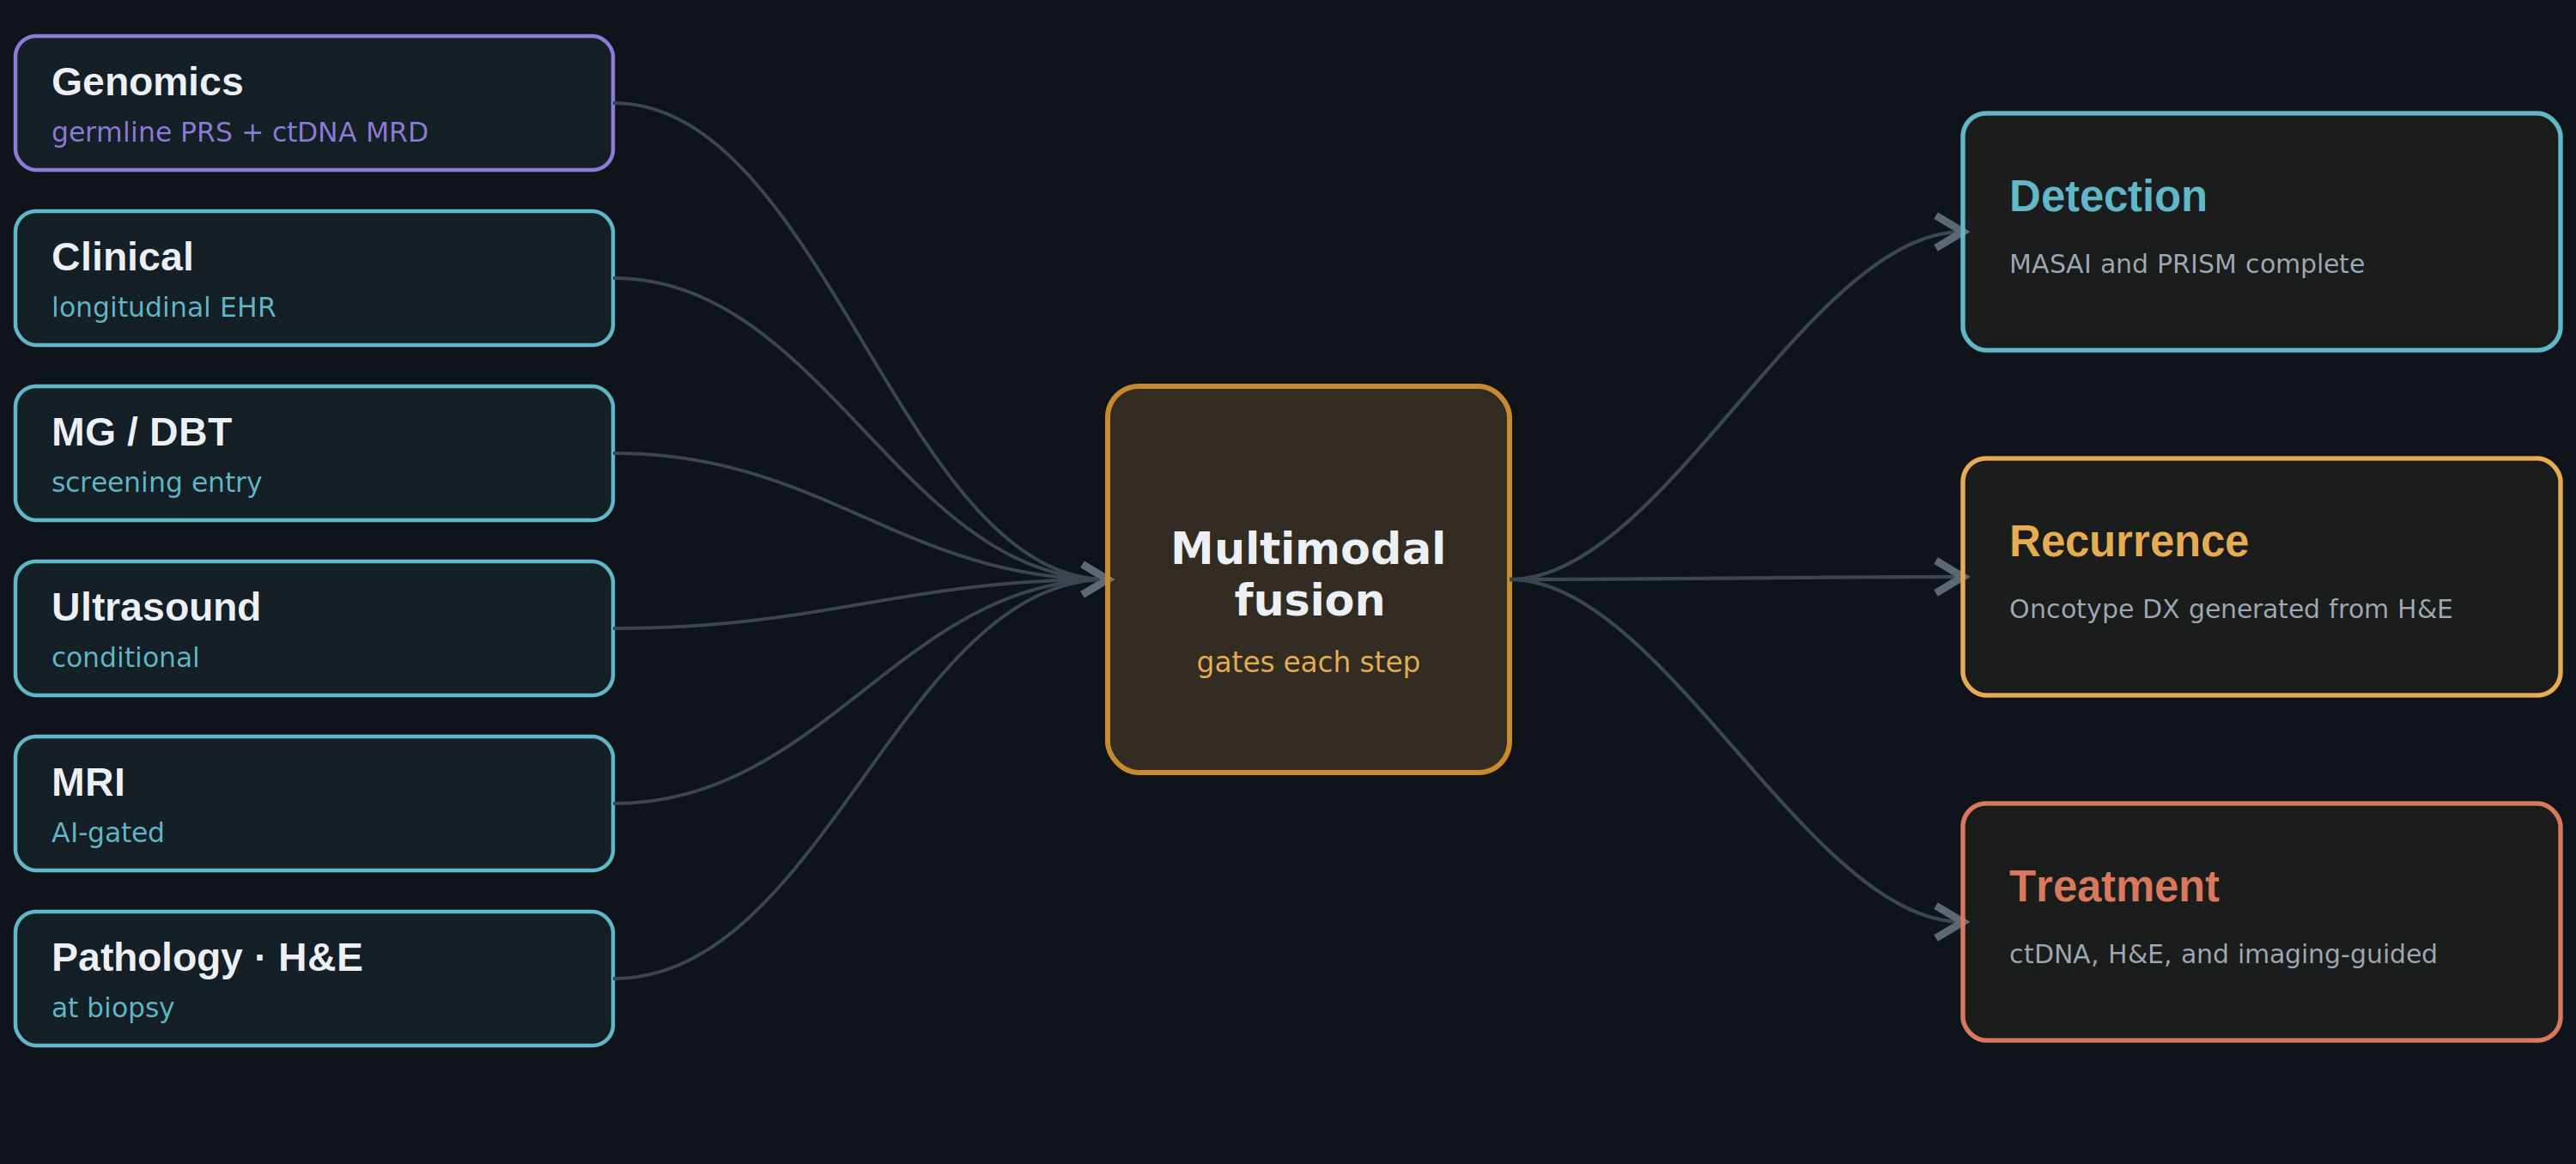 Genomics
germline PRS + ctDNA MRD
Clinical
longitudinal EHR
MG / DBT
screening entry
Ultrasound
conditional
MRI
AI-gated
Pathology · H&E
at biopsy
Multimodal
fusion
gates each step
Detection
MASAI and PRISM complete
Recurrence
Oncotype DX generated from H&E
Treatment
ctDNA, H&E, and imaging-guided